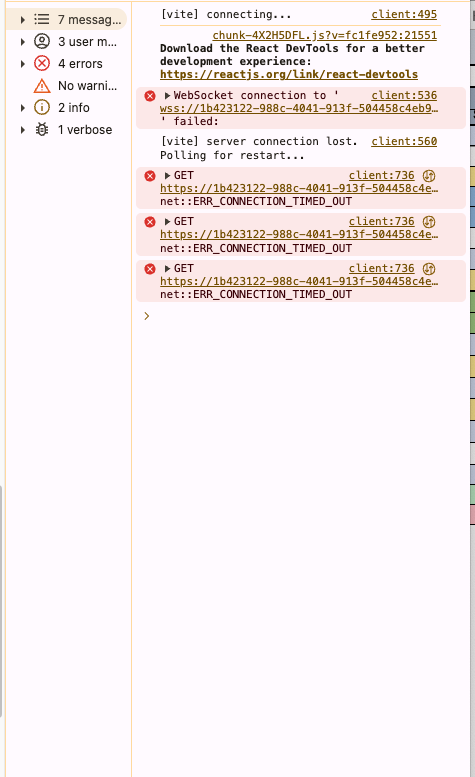 7 messag...
3 user m...
4 errors
No warni...
2 info
1 verbose
[vite] connecting... client:495
chunk-4X2H5DFL.js?v=fc1fe952:21551
Download the React DevTools for a better
development experience:
https://reactjs.org/link/react-devtools
WebSocket connection to ' client:536
wss://1b423122-988c-4041-913f-504458c4eb9…
' failed:
[vite] server connection lost. client:560
Polling for restart...
GET client:736
https://1b423122-988c-4041-913f-504458c4e…
net::ERR_CONNECTION_TIMED_OUT
GET client:736
https://1b423122-988c-4041-913f-504458c4e…
net::ERR_CONNECTION_TIMED_OUT
GET client:736
https://1b423122-988c-4041-913f-504458c4e…
net::ERR_CONNECTION_TIMED_OUT